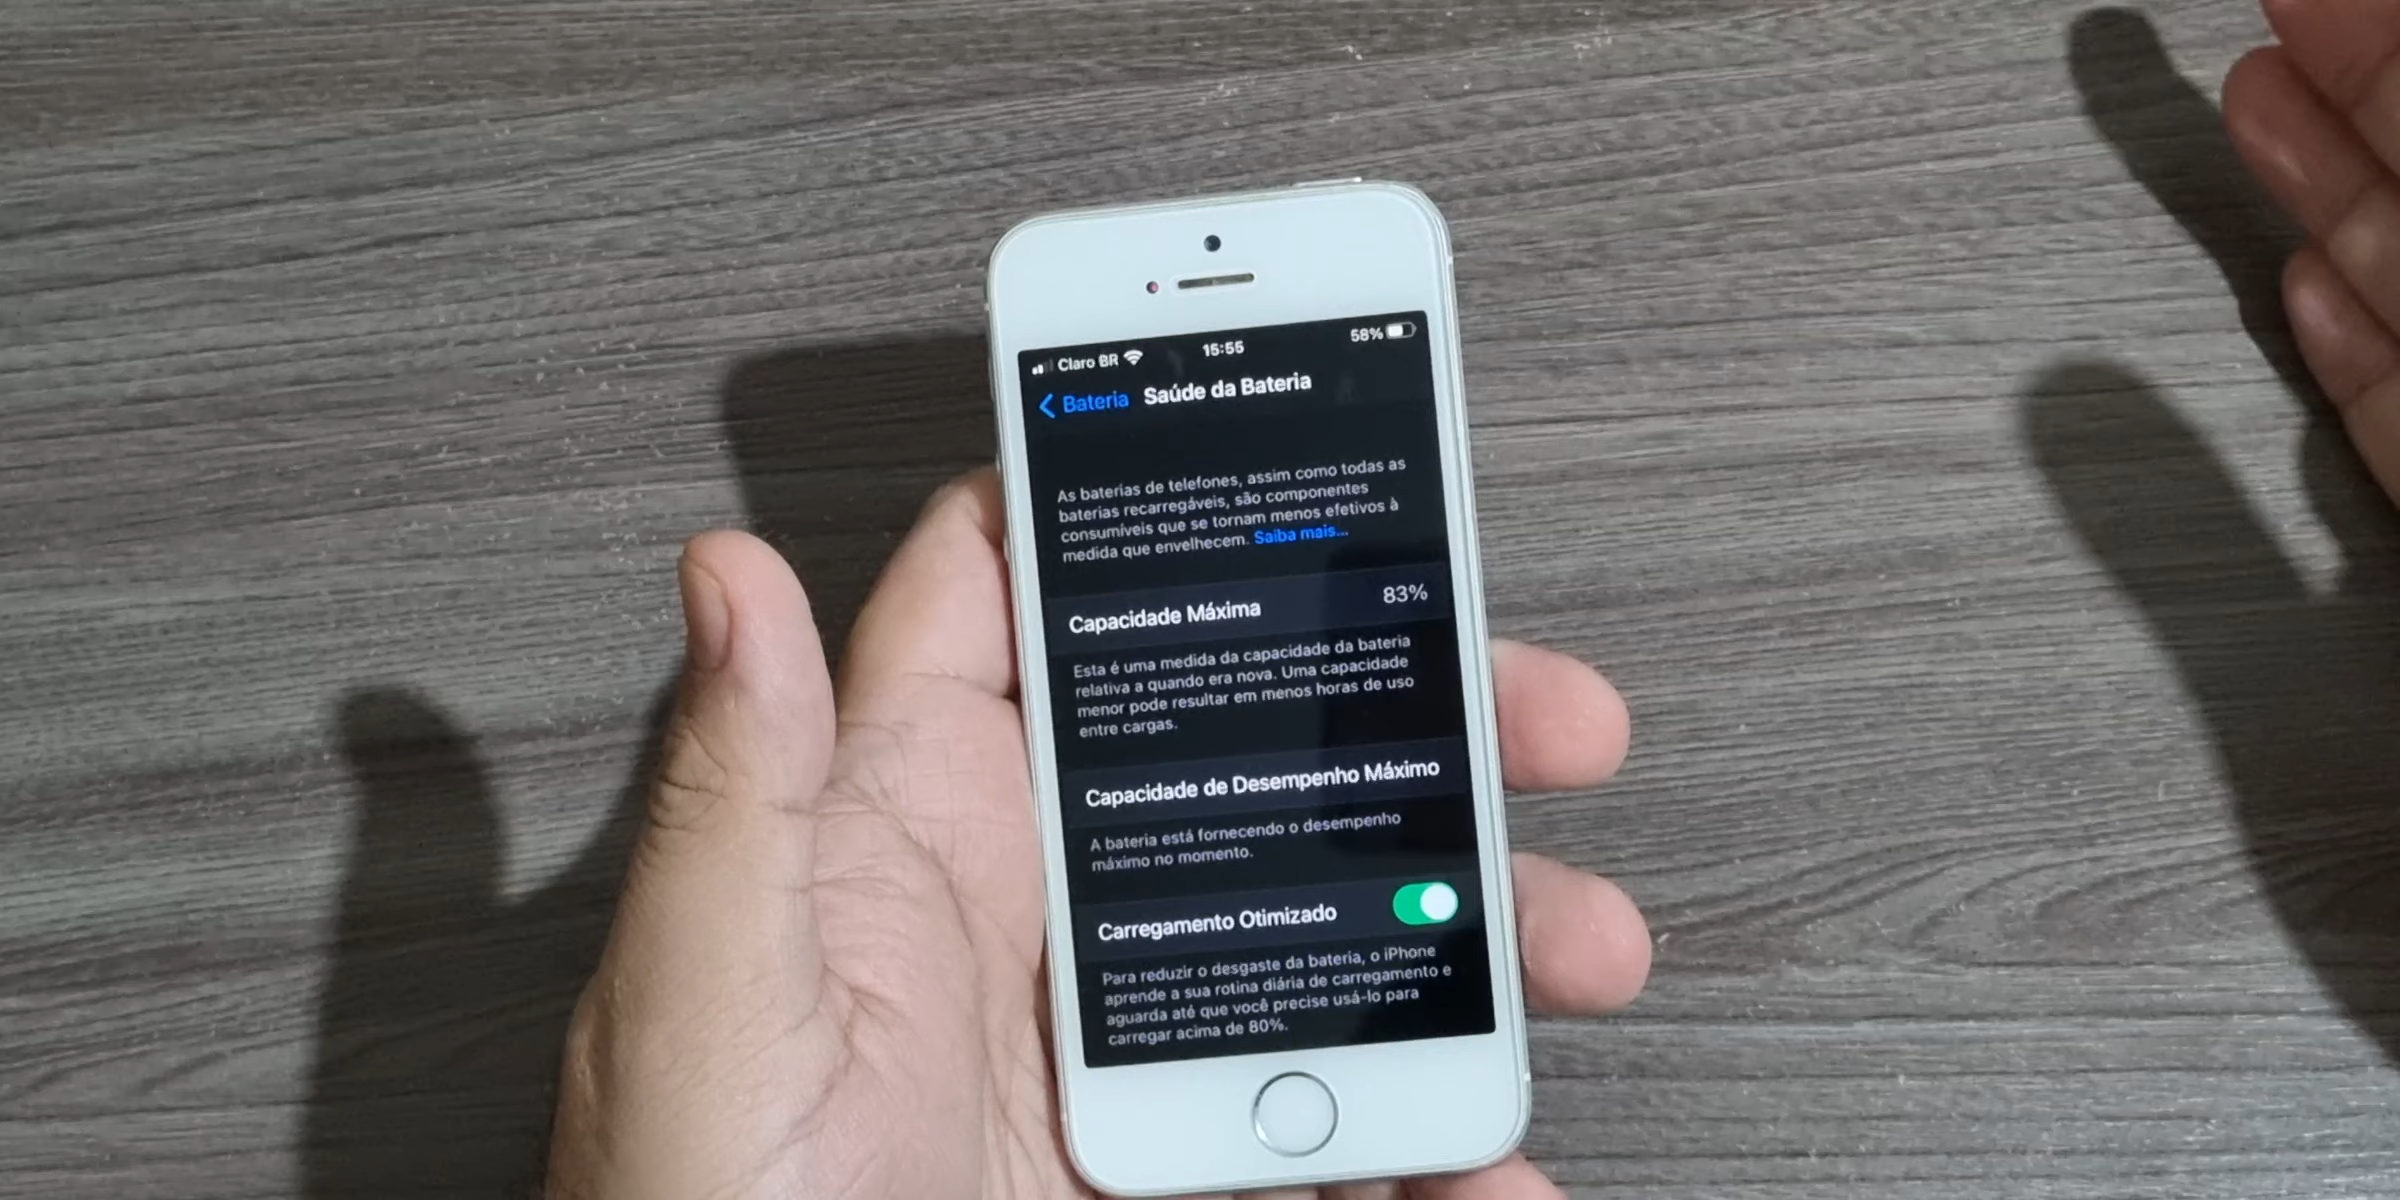 Claro BR 15:55 58%
Bateria Saúde da Bateria
As baterias de telefones, assim como todas as
baterias recarregáveis, são componentes
consumíveis que se tornam menos efetivos à
medida que envelhecem. Saiba mais...
Capacidade Máxima 83%
Esta é uma medida da capacidade da bateria
relativa a quando era nova. Uma capacidade
menor pode resultar em menos horas de uso
entre cargas.
Capacidade de Desempenho Máximo
A bateria está fornecendo o desempenho
máximo no momento.
Carregamento Otimizado
Para reduzir o desgaste da bateria, o iPhone
aprende a sua rotina diária de carregamento e
aguarda até que você precise usá-lo para
carregar acima de 80%.